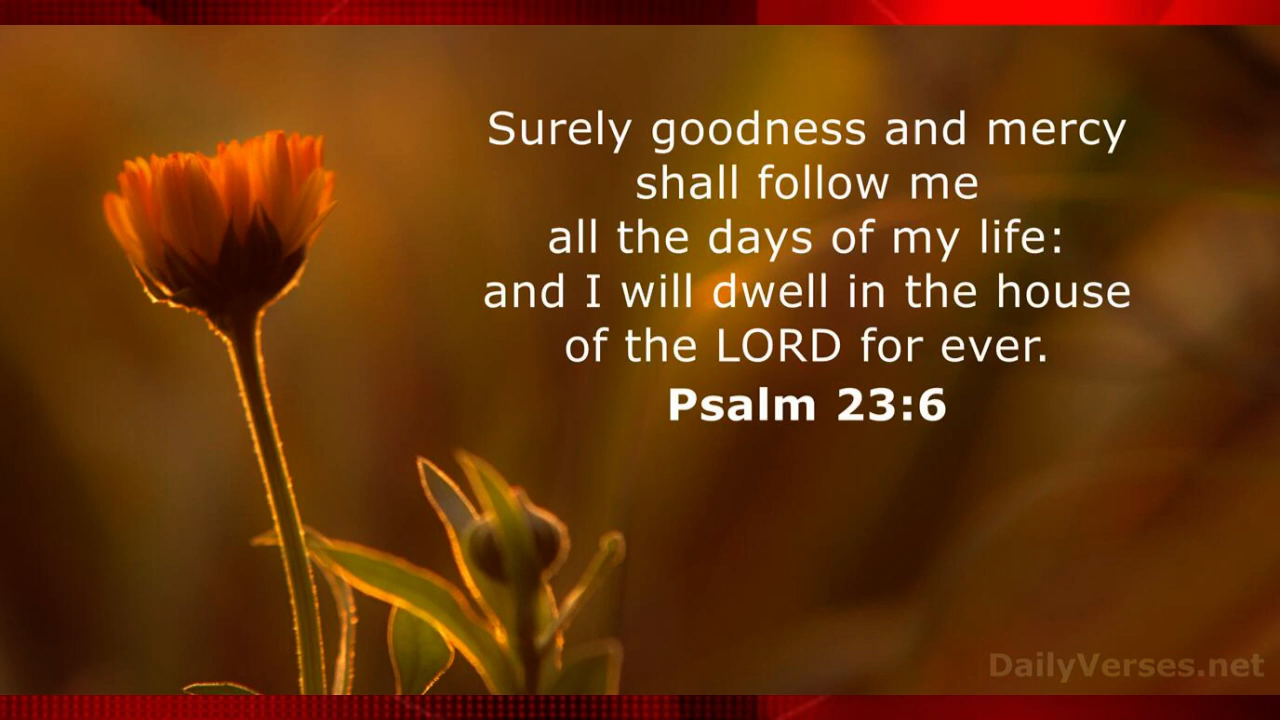 Surely goodness and mercy
shall follow me
all the days of my life:
and I will dwell in the house
of the LORD for ever.
Psalm 23:6
DailyVerses.net